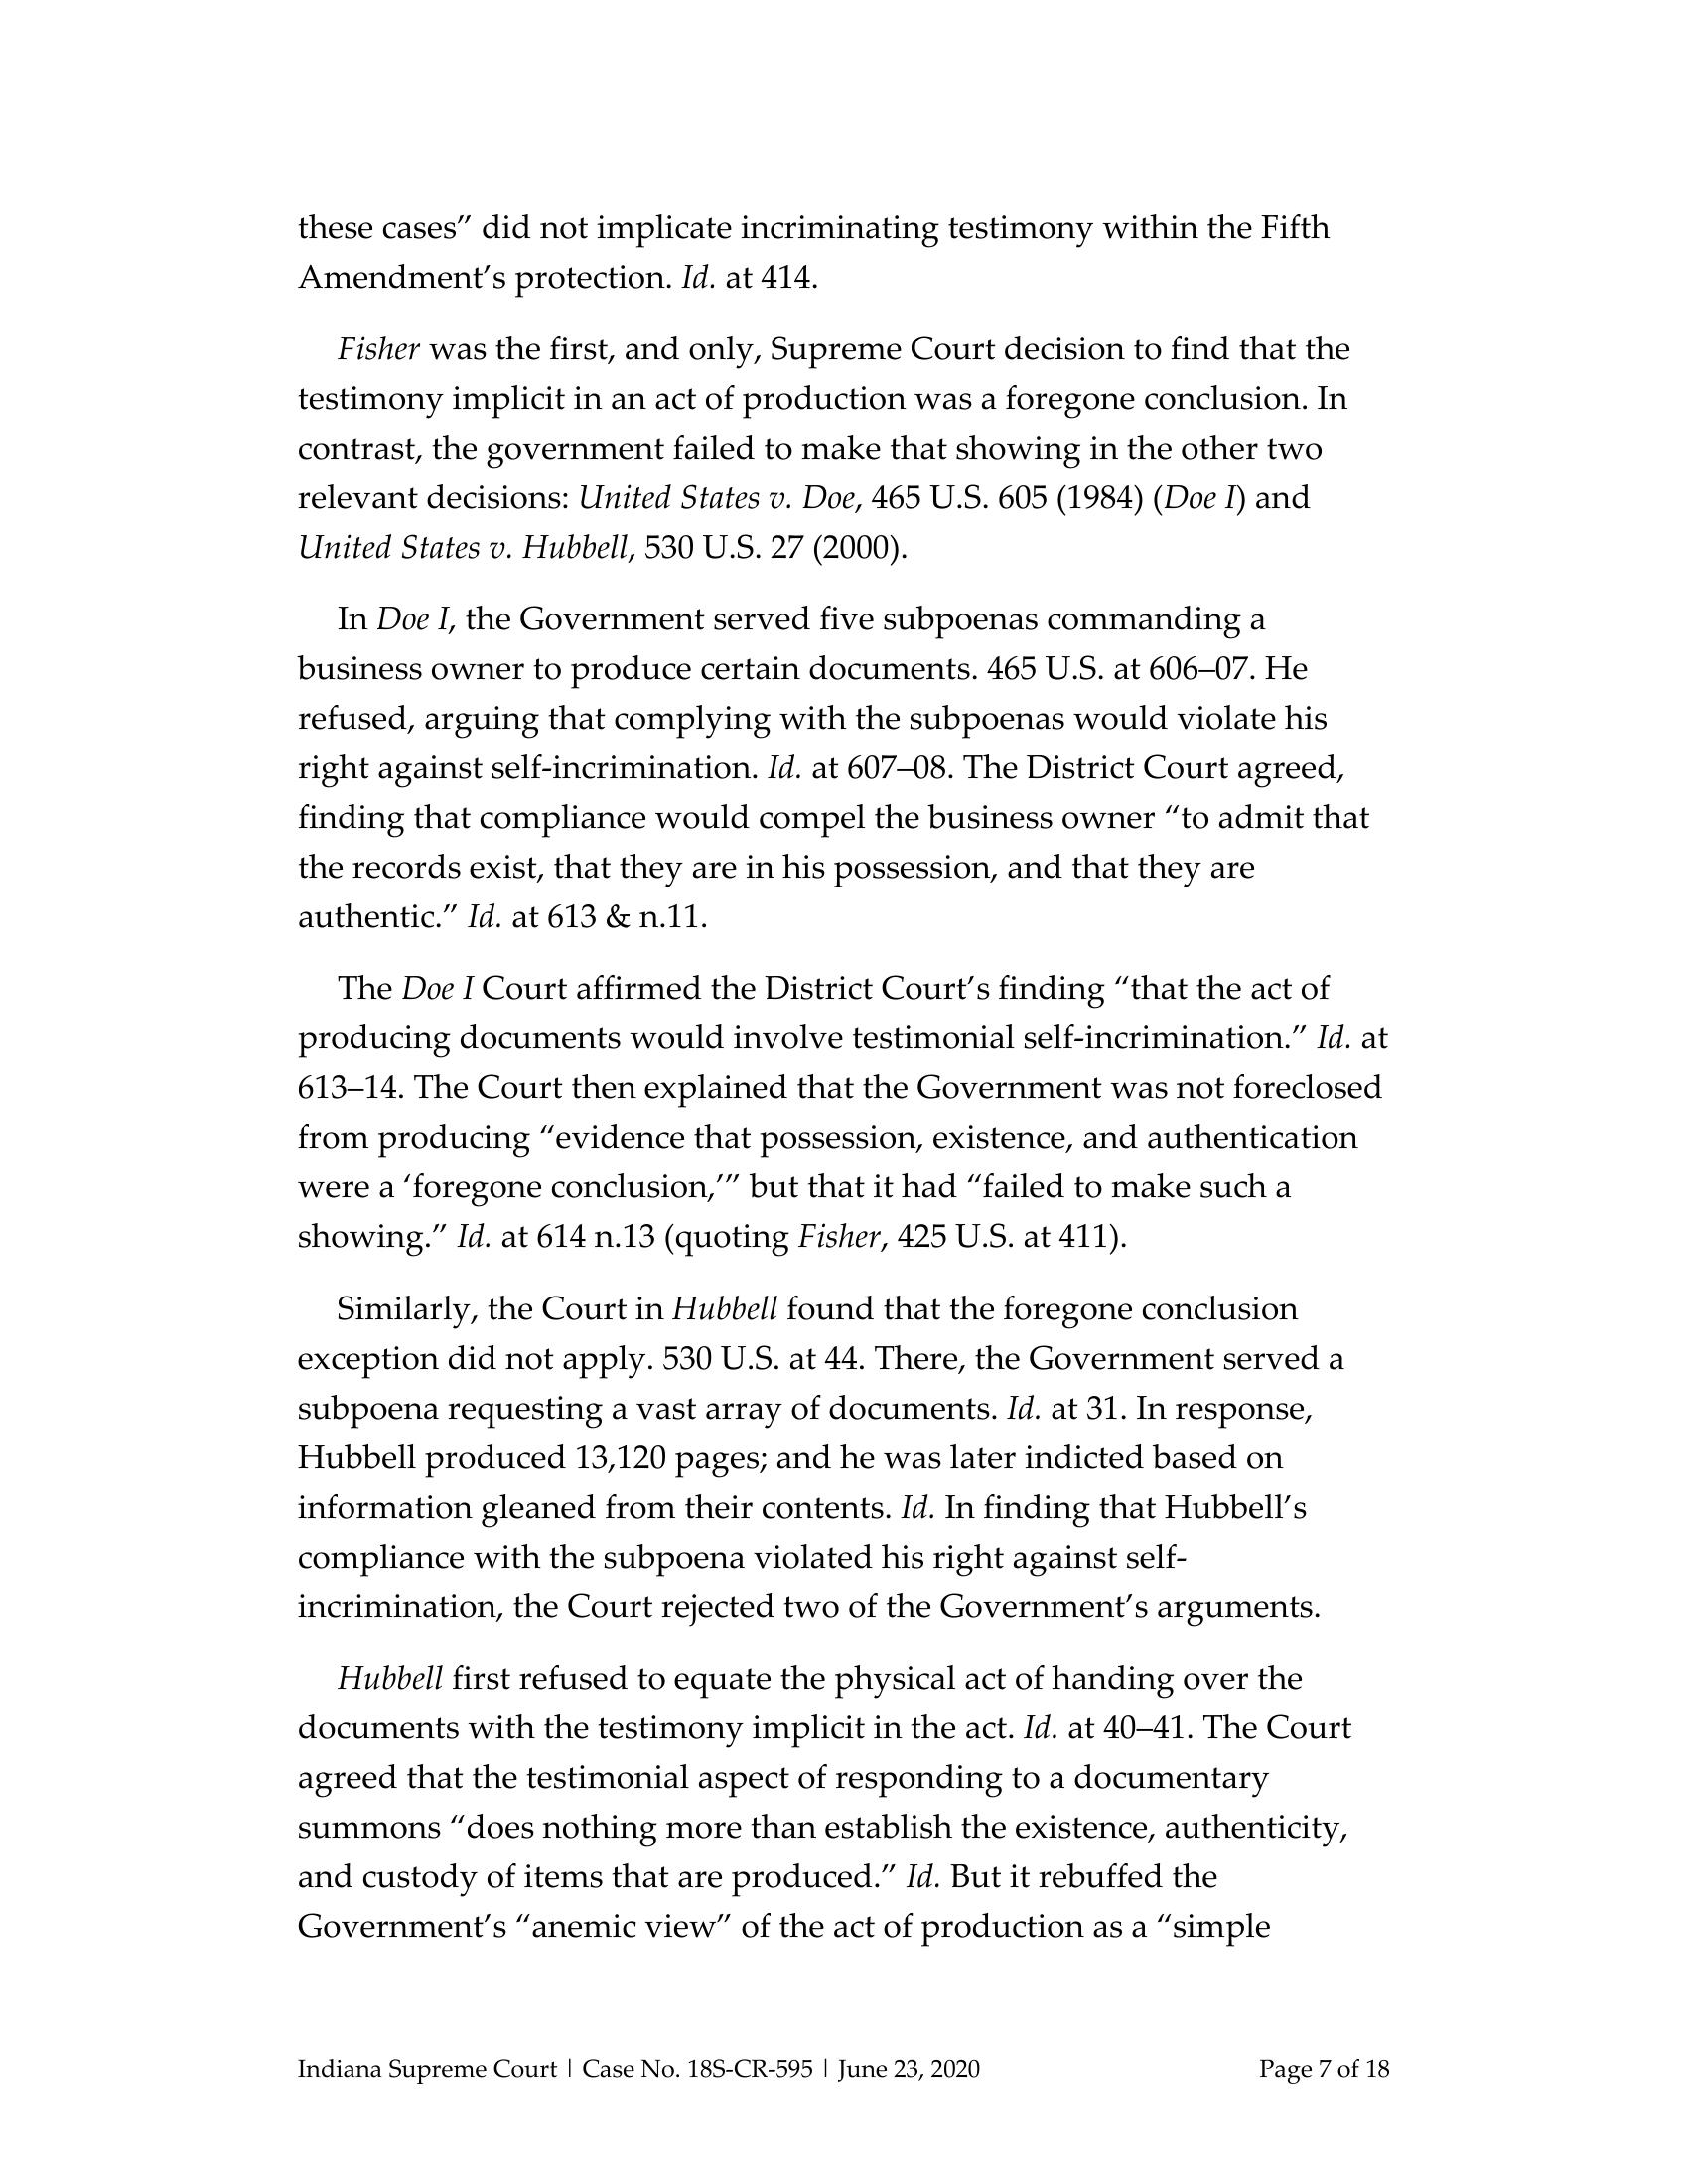 these cases” did not implicate incriminating testimony within the Fifth
Amendment’s protection. Id. at 414.
Fisher was the first, and only, Supreme Court decision to find that the
testimony implicit in an act of production was a foregone conclusion. In
contrast, the government failed to make that showing in the other two
relevant decisions: United States v. Doe, 465 U.S. 605 (1984) (Doe I) and
United States v. Hubbell, 530 U.S. 27 (2000).
In Doe I, the Government served five subpoenas commanding a
business owner to produce certain documents. 465 U.S. at 606–07. He
refused, arguing that complying with the subpoenas would violate his
right against self-incrimination. Id. at 607–08. The District Court agreed,
finding that compliance would compel the business owner “to admit that
the records exist, that they are in his possession, and that they are
authentic.” Id. at 613 & n.11.
The Doe I Court affirmed the District Court’s finding “that the act of
producing documents would involve testimonial self-incrimination.” Id. at
613–14. The Court then explained that the Government was not foreclosed
from producing “evidence that possession, existence, and authentication
were a ‘foregone conclusion,’” but that it had “failed to make such a
showing.” Id. at 614 n.13 (quoting Fisher, 425 U.S. at 411).
Similarly, the Court in Hubbell found that the foregone conclusion
exception did not apply. 530 U.S. at 44. There, the Government served a
subpoena requesting a vast array of documents. Id. at 31. In response,
Hubbell produced 13,120 pages; and he was later indicted based on
information gleaned from their contents. Id. In finding that Hubbell’s
compliance with the subpoena violated his right against self-
incrimination, the Court rejected two of the Government’s arguments.
Hubbell first refused to equate the physical act of handing over the
documents with the testimony implicit in the act. Id. at 40–41. The Court
agreed that the testimonial aspect of responding to a documentary
summons “does nothing more than establish the existence, authenticity,
and custody of items that are produced.” Id. But it rebuffed the
Government’s “anemic view” of the act of production as a “simple
Indiana Supreme Court | Case No. 18S-CR-595 | June 23, 2020 Page 7 of 18